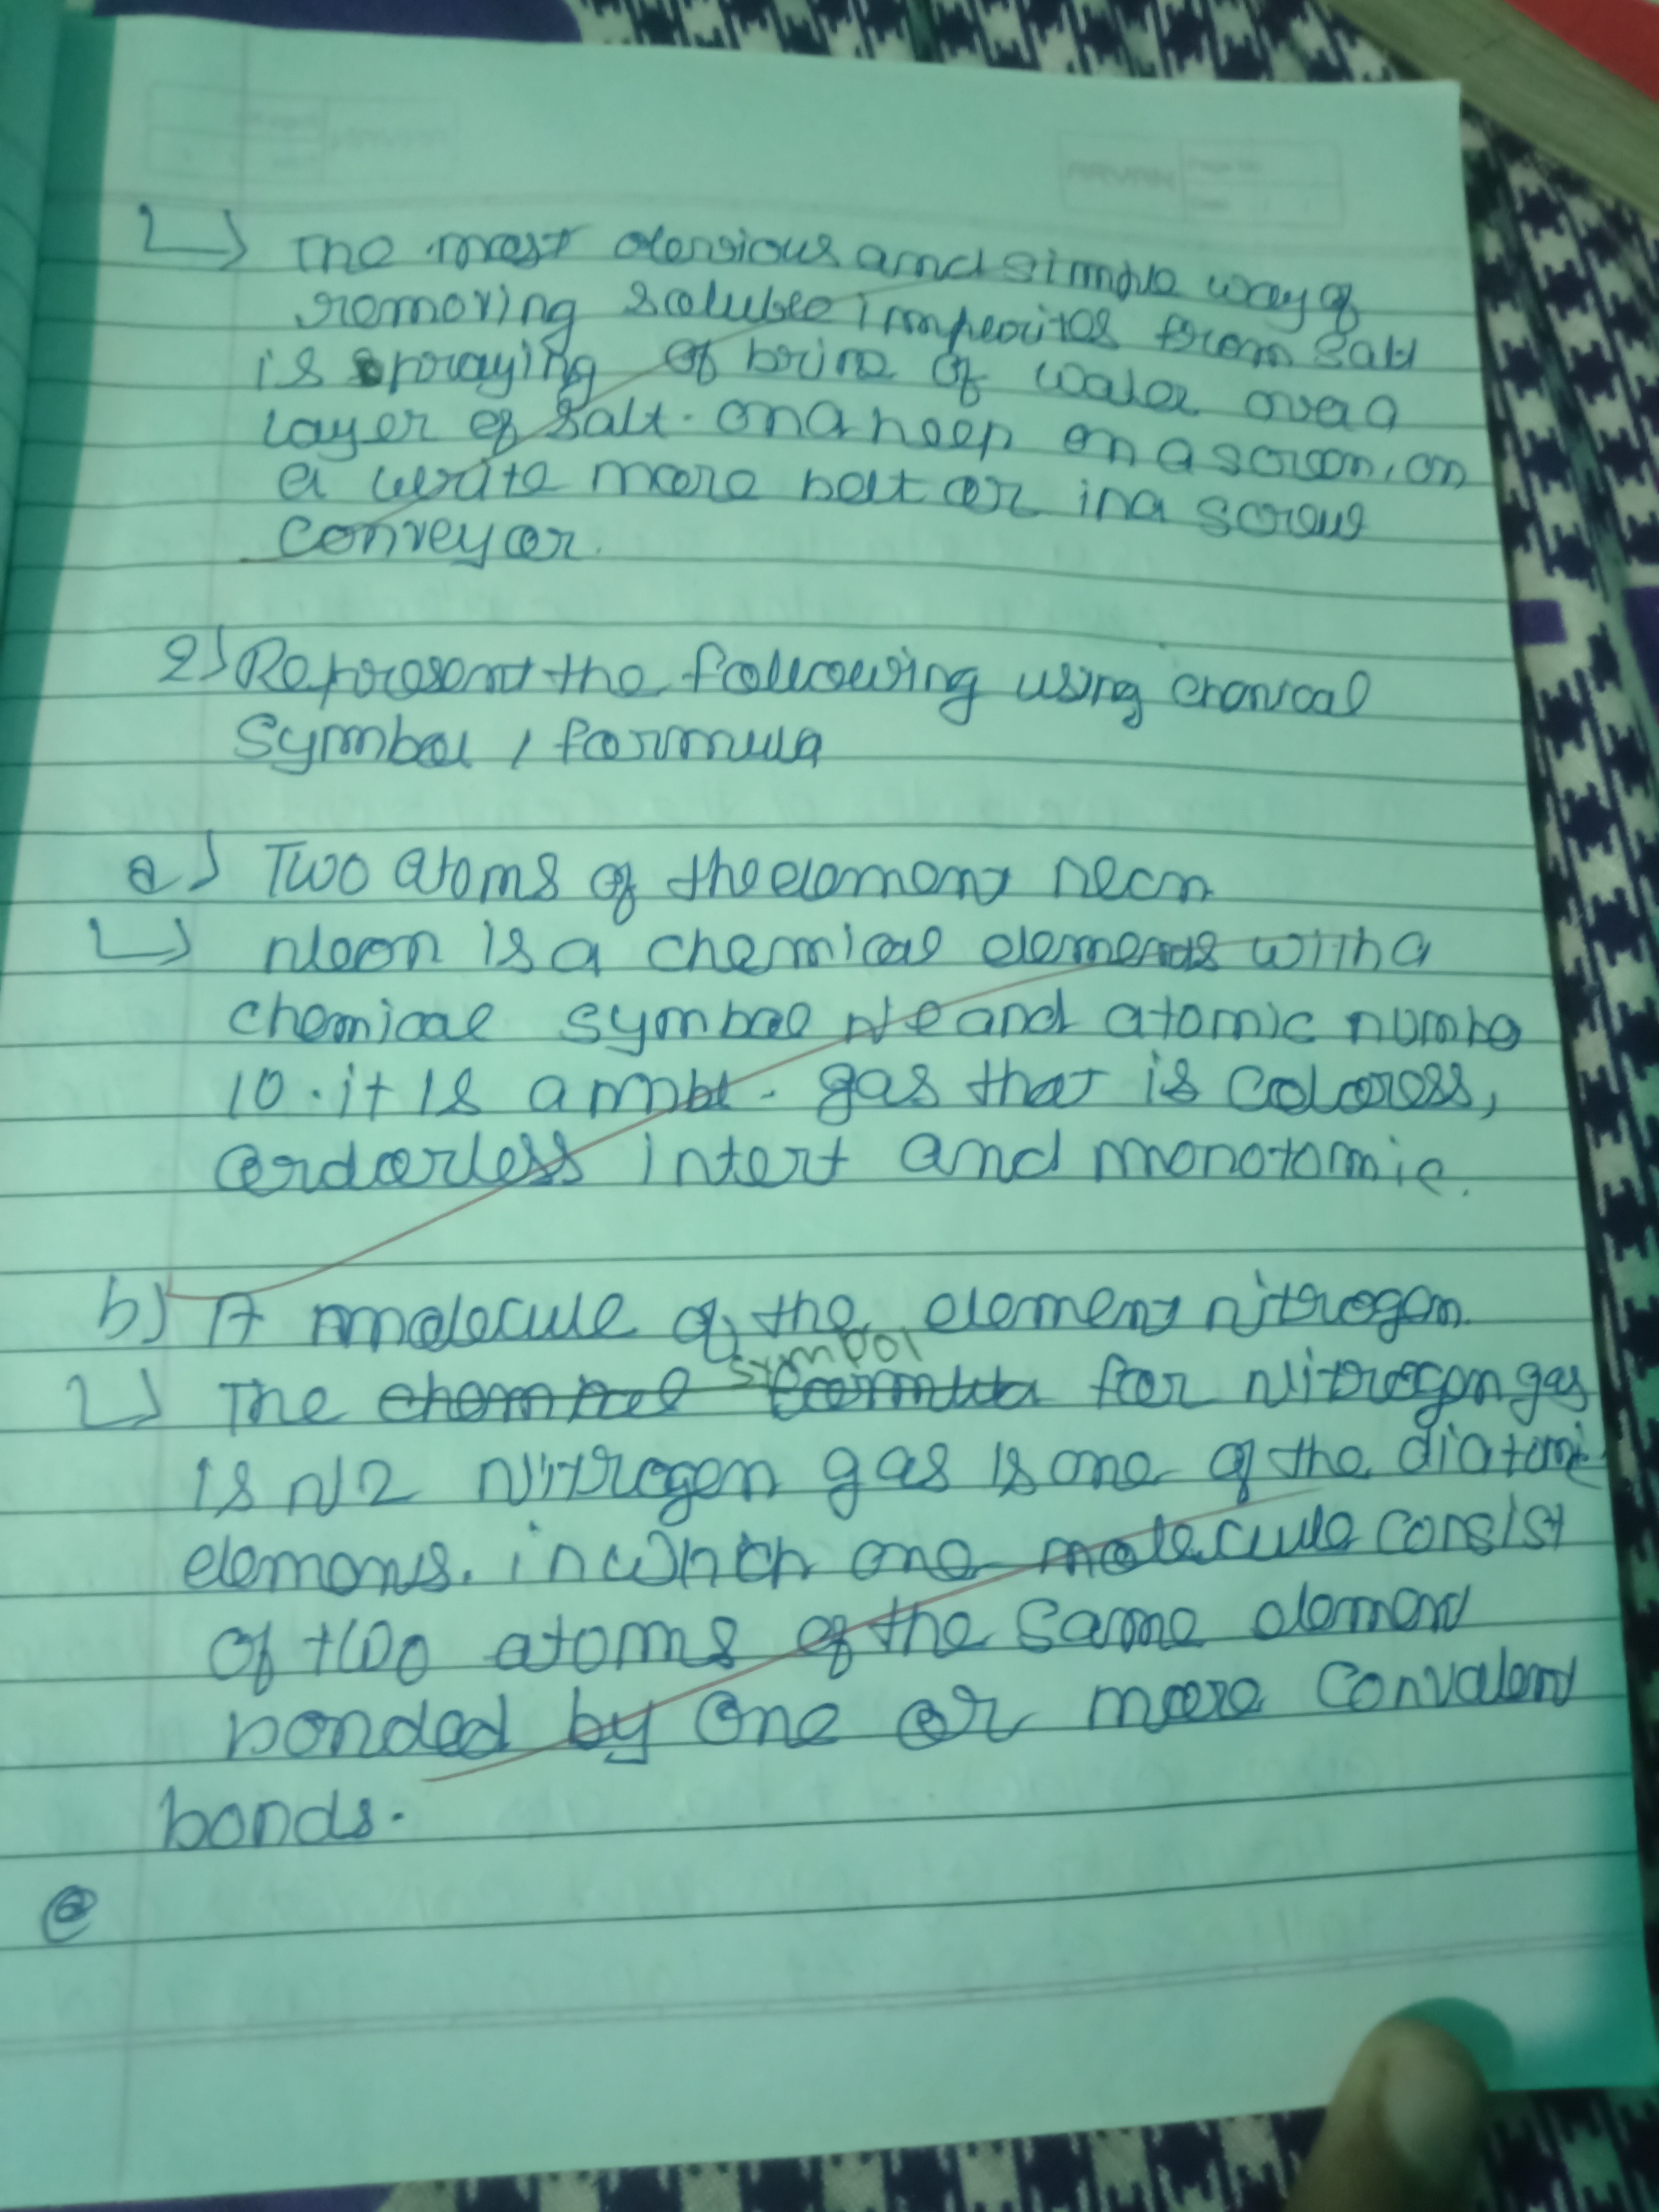 The most obvious and simple way of
removing soluble impurites from salt
is spraying of brine of water over a
layer of salt. on a heep on a screen, on
a write more belt or in a screw
conveyor.
2) Represent the following using chemical
Symbol / formula
a) Two atoms of the element neon
Neon is a chemical elements with a
chemical symbol Ne and atomic numbe
10. it is a gas that is coloress,
ordorless intert and monotomic.
b) A molecule of the element nitrogen.
symbol
The chemical formula for Nitrogen gas
is N2 Nitrogen gas is one of the diatomic
elements. in which one molecule consist
of two atoms of the same element
bonded by one or more convalent
bonds.